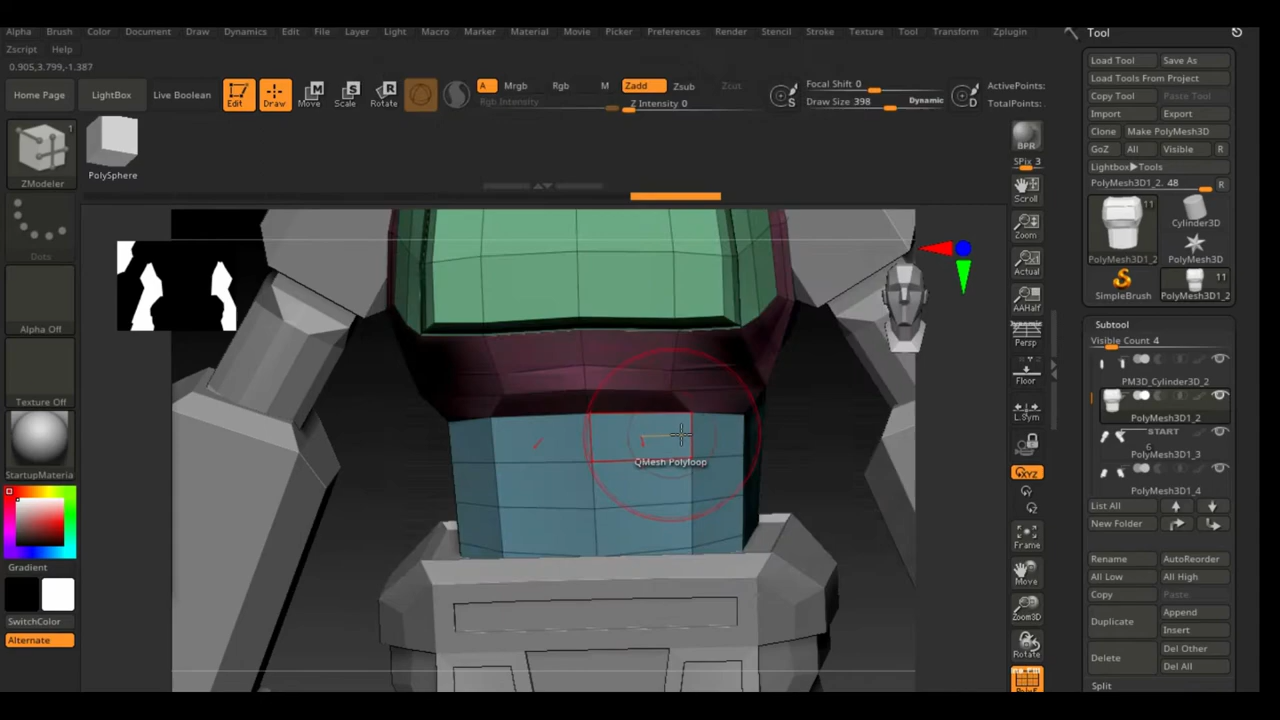 Alpha Brush Color Document Draw Dynamics Edit File Layer Light Macro Marker Material Movie Picker Preferences Render Stencil Stroke Texture Tool Transform Zplugin
Zscript Help
0.905,3.799,-1.387
Home Page LightBox Live Boolean Edit Draw Move Scale Rotate
A Mrgb Rgb M Zadd Zsub Zcut
Rgb Intensity Z Intensity 0
Focal Shift 0
Draw Size 398 Dynamic
S D
ActivePoints:
TotalPoints:
1
ZModeler
PolySphere
Dots
Alpha Off
Texture Off
StartupMateria
Gradient
SwitchColor
Alternate
QMesh Polyloop
BPR
SPix 3
Scroll
Zoom
Actual
AAHalf
Dynamic
Persp
Floor
L.Sym
XYZ
Frame
Move
Zoom3D
Rotate
PolyF
Tool
Load Tool Save As
Load Tools From Project
Copy Tool Paste Tool
Import Export
Clone Make PolyMesh3D
GoZ All Visible R
Lightbox▶Tools
PolyMesh3D1_2. 48 R
11
PolyMesh3D1_2
Cylinder3D
PolyMesh3D
SimpleBrush
11
PolyMesh3D1_2
Subtool
Visible Count 4
PM3D_Cylinder3D_2
PolyMesh3D1_2
START
6
PolyMesh3D1_3
PolyMesh3D1_4
List All
New Folder
Rename AutoReorder
All Low All High
Copy Paste
Duplicate Append
Insert
Delete Del Other
Del All
Split